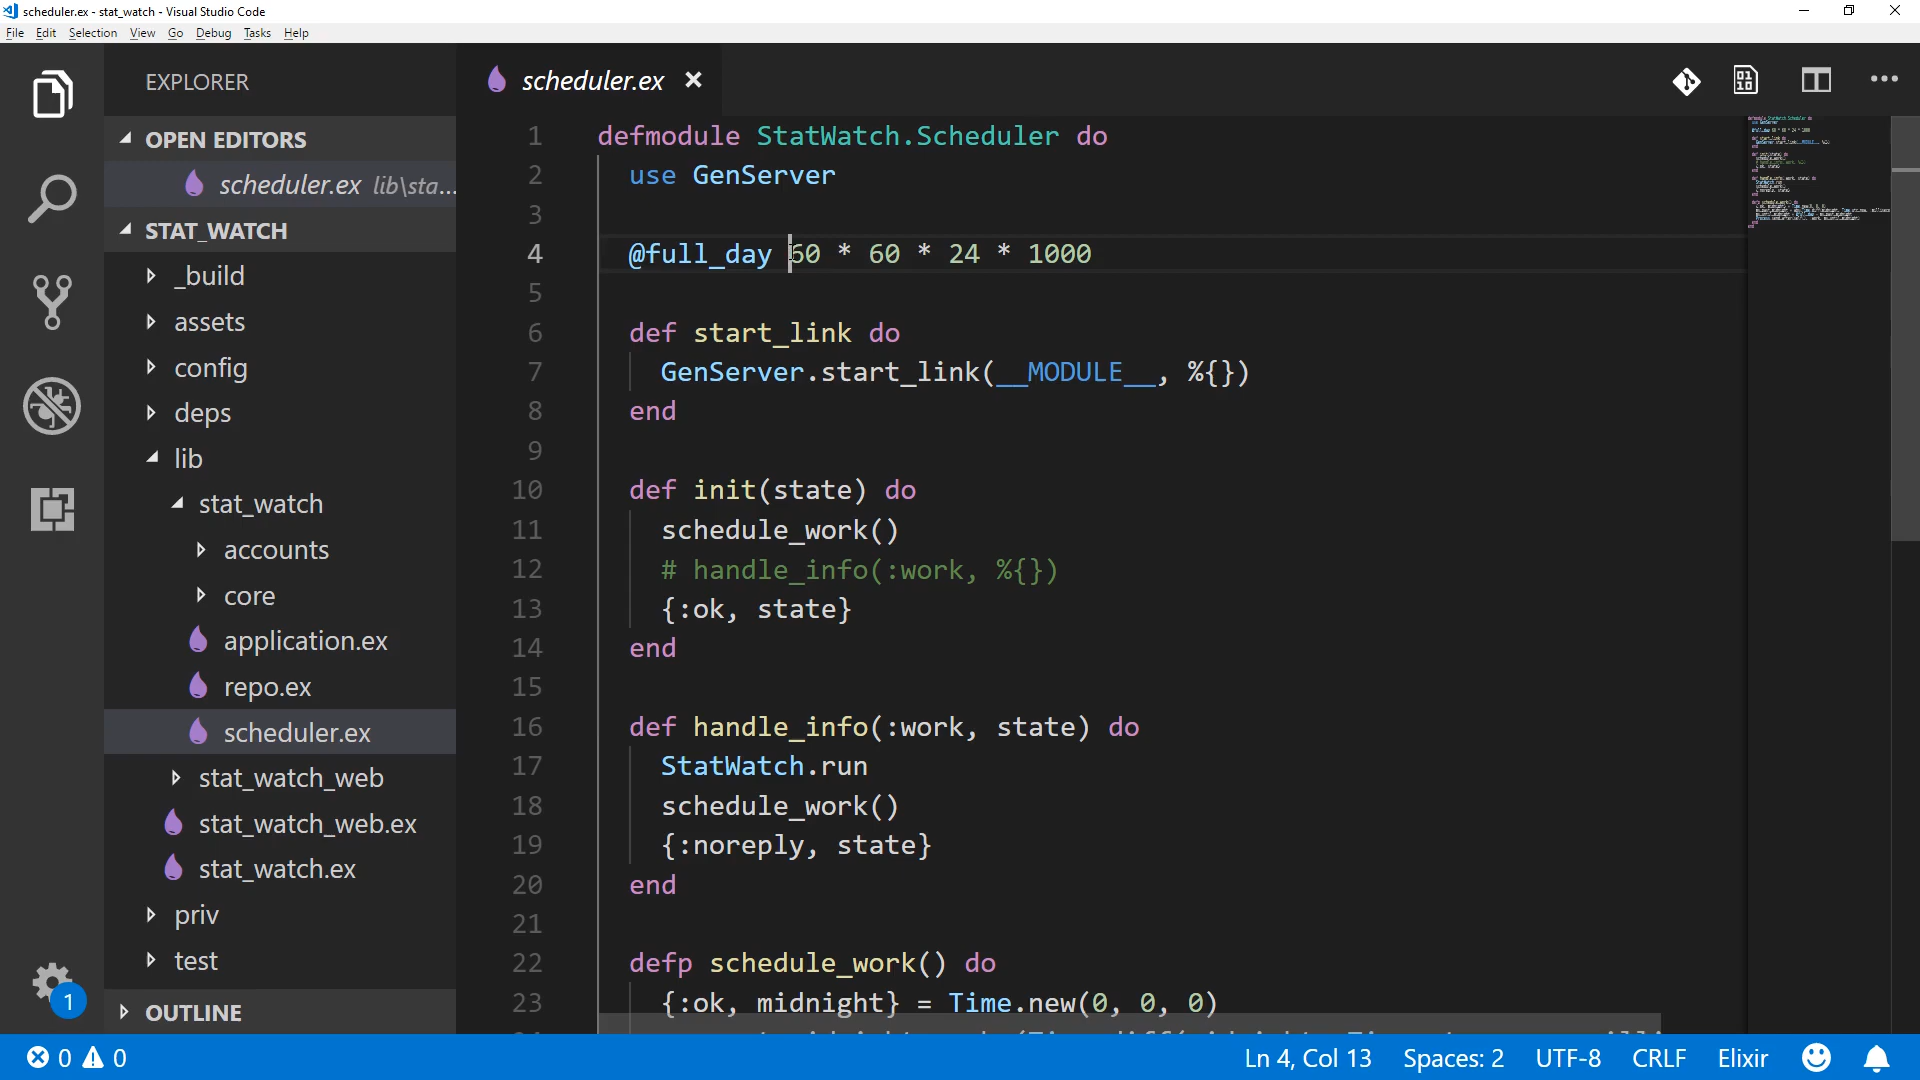 scheduler.ex - stat_watch - Visual Studio Code
File Edit Selection View Go Debug Tasks Help
EXPLORER
OPEN EDITORS
scheduler.ex lib\sta...
STAT_WATCH
_build
assets
config
deps
lib
stat_watch
accounts
core
application.ex
repo.ex
scheduler.ex
stat_watch_web
stat_watch_web.ex
stat_watch.ex
priv
test
OUTLINE
1
scheduler.ex
1 defmodule StatWatch.Scheduler do
2 use GenServer
3
4 @full_day 60 * 60 * 24 * 1000
5
6 def start_link do
7 GenServer.start_link(__MODULE__, %{})
8 end
9
10 def init(state) do
11 schedule_work()
12 # handle_info(:work, %{})
13 {:ok, state}
14 end
15
16 def handle_info(:work, state) do
17 StatWatch.run
18 schedule_work()
19 {:noreply, state}
20 end
21
22 defp schedule_work() do
23 {:ok, midnight} = Time.new(0, 0, 0)
0 0 Ln 4, Col 13 Spaces: 2 UTF-8 CRLF Elixir